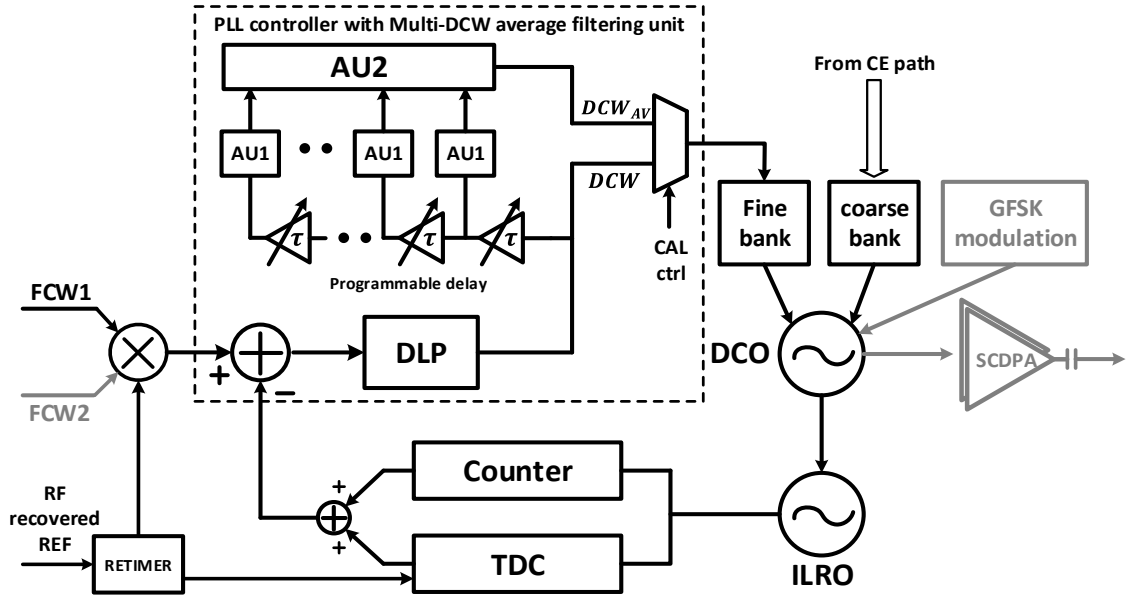 PLL controller with Multi-DCW average filtering unit
AU2
From CE path
DCW_AV
AU1
AU1
AU1
DCW
Fine
bank
coarse
bank
GFSK
modulation
τ
τ
τ
CAL
ctrl
Programmable delay
FCW1
DLP
DCO
SCDPA
+
−
FCW2
Counter
+
RF
recovered
REF
+
RETIMER
TDC
ILRO